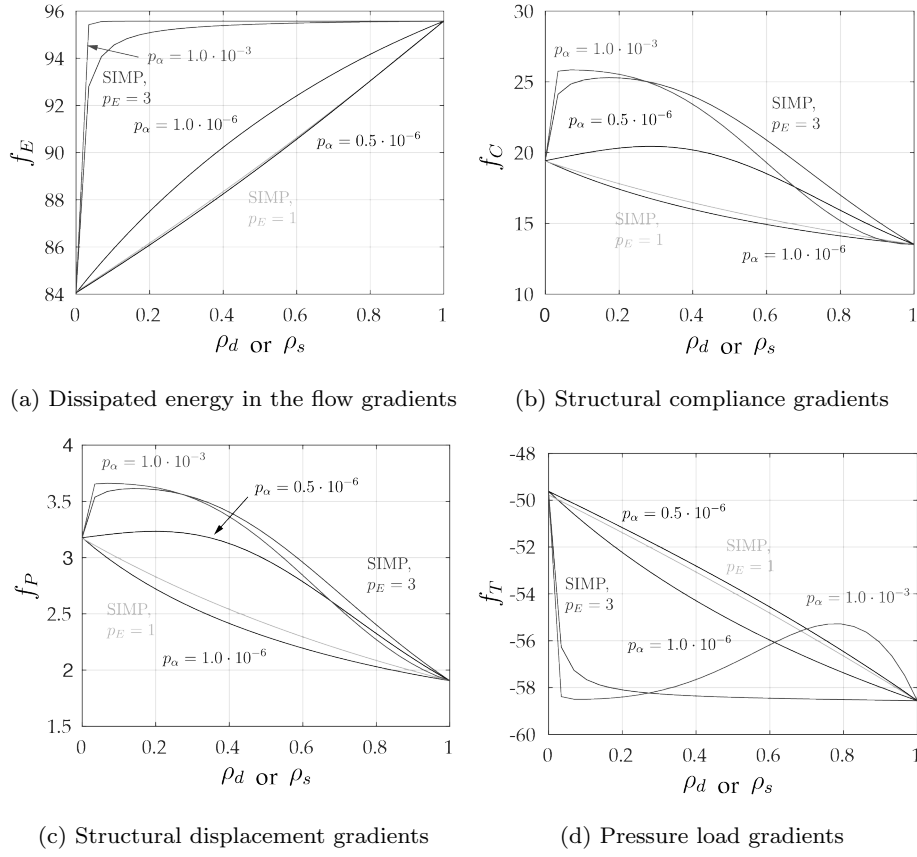 96
94
92
90
88
86
84
f_E
p_α = 1.0 · 10^{-3}
SIMP,
p_E = 3
p_α = 1.0 · 10^{-6}
p_α = 0.5 · 10^{-6}
SIMP,
p_E = 1
0 0.2 0.4 0.6 0.8 1
ρ_d or ρ_s
(a) Dissipated energy in the flow gradients
30
25
20
15
10
f_C
p_α = 1.0 · 10^{-3}
SIMP,
p_E = 3
p_α = 0.5 · 10^{-6}
SIMP,
p_E = 1
p_α = 1.0 · 10^{-6}
0 0.2 0.4 0.6 0.8 1
ρ_d or ρ_s
(b) Structural compliance gradients
4
3.5
3
2.5
2
1.5
f_P
p_α = 1.0 · 10^{-3}
p_α = 0.5 · 10^{-6}
SIMP,
p_E = 3
SIMP,
p_E = 1
p_α = 1.0 · 10^{-6}
0 0.2 0.4 0.6 0.8 1
ρ_d or ρ_s
(c) Structural displacement gradients
-48
-50
-52
-54
-56
-58
-60
f_T
p_α = 0.5 · 10^{-6}
SIMP,
p_E = 1
SIMP,
p_E = 3
p_α = 1.0 · 10^{-3}
p_α = 1.0 · 10^{-6}
0 0.2 0.4 0.6 0.8 1
ρ_d or ρ_s
(d) Pressure load gradients